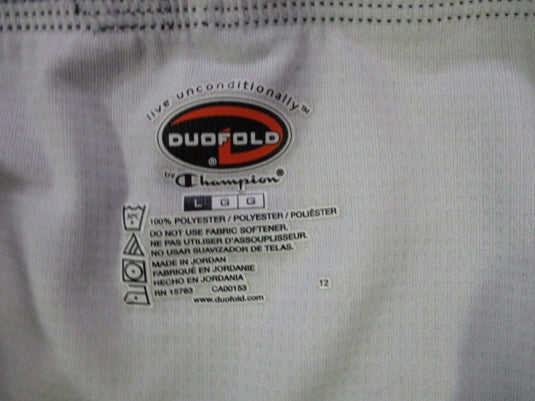 live unconditionally™
DUOFOLD®
by Champion®
L G G
100% POLYESTER / POLYESTER / POLIÉSTER
DO NOT USE FABRIC SOFTENER.
NE PAS UTILISER D'ASSOUPLISSEUR.
NO USAR SUAVIZADOR DE TELAS.
MADE IN JORDAN
FABRIQUÉ EN JORDANIE
HECHO EN JORDANIA
RN 15763 CA00153
www.duofold.com
12